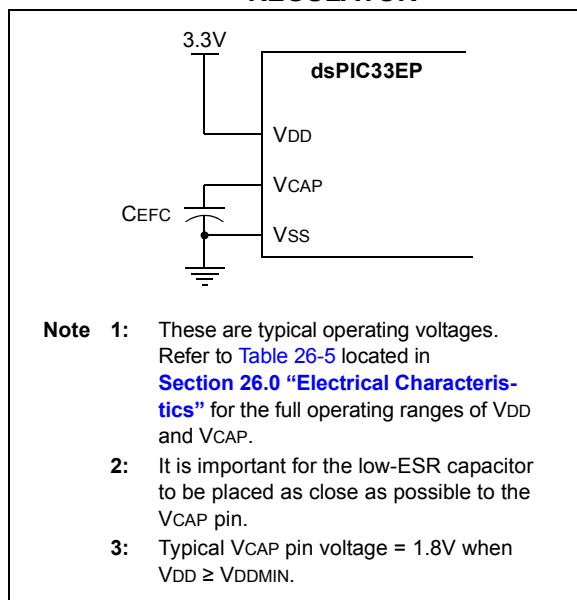 3.3V
dsPIC33EP
VDD
VCAP
CEFC
VSS
Note 1: These are typical operating voltages.
Refer to Table 26-5 located in
Section 26.0 “Electrical Characteris-
tics” for the full operating ranges of VDD
and VCAP.
2: It is important for the low-ESR capacitor
to be placed as close as possible to the
VCAP pin.
3: Typical VCAP pin voltage = 1.8V when
VDD ≥ VDDMIN.